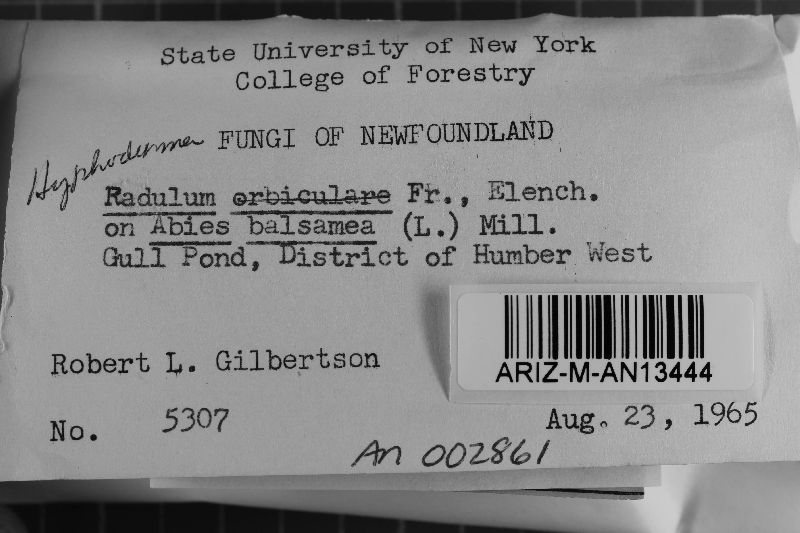 State University of New York
College of Forestry
Hyphoderma FUNGI OF NEWFOUNDLAND
Radulum orbiculare Fr., Elench.
on Abies balsamea (L.) Mill.
Gull Pond, District of Humber West
Robert L. Gilbertson
ARIZ-M-AN13444
No. 5307
Aug. 23, 1965
An 002861